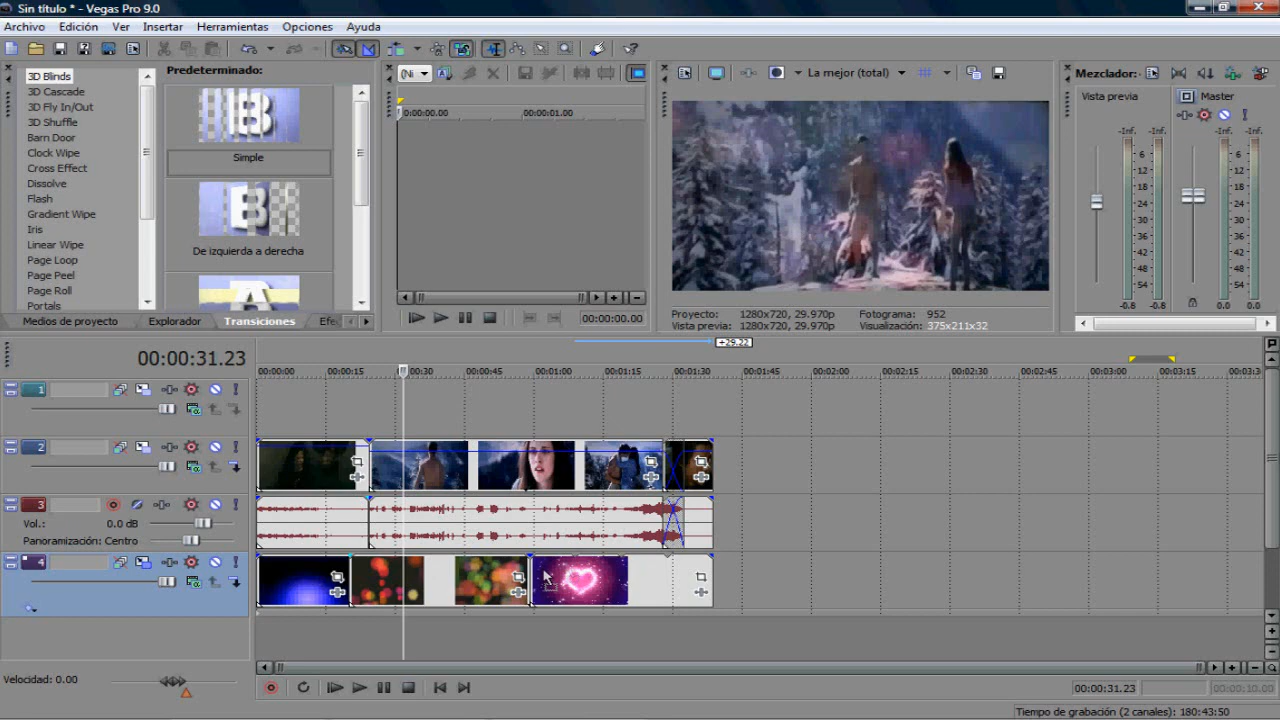 Sin título * - Vegas Pro 9.0
Archivo Edición Ver Insertar Herramientas Opciones Ayuda
3D Blinds
3D Cascade
3D Fly In/Out
3D Shuffle
Barn Door
Clock Wipe
Cross Effect
Dissolve
Flash
Gradient Wipe
Iris
Linear Wipe
Page Loop
Page Peel
Page Roll
Portals
Predeterminado:
Simple
De izquierda a derecha
Medios de proyecto Explorador Transiciones Efe
(Ni
0:00:00.00 00:00:01.00
00:00:00.00
La mejor (total)
Proyecto: 1280x720, 29.970p Fotograma: 952
Vista previa: 1280x720, 29.970p Visualización: 375x211x32
Mezclador:
Vista previa Master
-Inf. -Inf. -Inf. -Inf.
6 6
12 12
18 18
24 24
30 30
36 36
42 42
48 48
54 54
-0.8 -0.8 0.0 0.0
00:00:31.23
+29.22
00:00:00 00:00:15 00:00:30 00:00:45 00:01:00 00:01:15 00:01:30 00:01:45 00:02:00 00:02:15 00:02:30 00:02:45 00:03:00 00:03:15 00:03:3
1
2
3
Vol.: 0.0 dB
Panoramización: Centro
4
Velocidad: 0.00
00:00:31.23 00:00:10.00
Tiempo de grabación (2 canales): 180:43:50